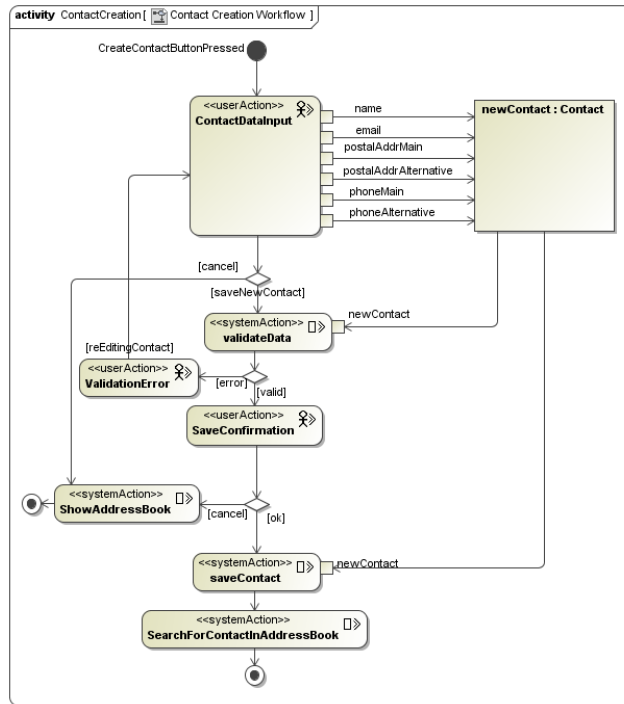 activity ContactCreation[ Contact Creation Workflow ]
CreateContactButtonPressed
<<userAction>>
ContactDataInput
name
email
postalAddrMain
postalAddrAlternative
phoneMain
phoneAlternative
newContact : Contact
[cancel]
[saveNewContact]
<<systemAction>>
validateData
newContact
[reEditingContact]
<<userAction>>
ValidationError
[error]
[valid]
<<userAction>>
SaveConfirmation
<<systemAction>>
ShowAddressBook
[cancel]
[ok]
<<systemAction>>
saveContact
newContact
<<systemAction>>
SearchForContactInAddressBook